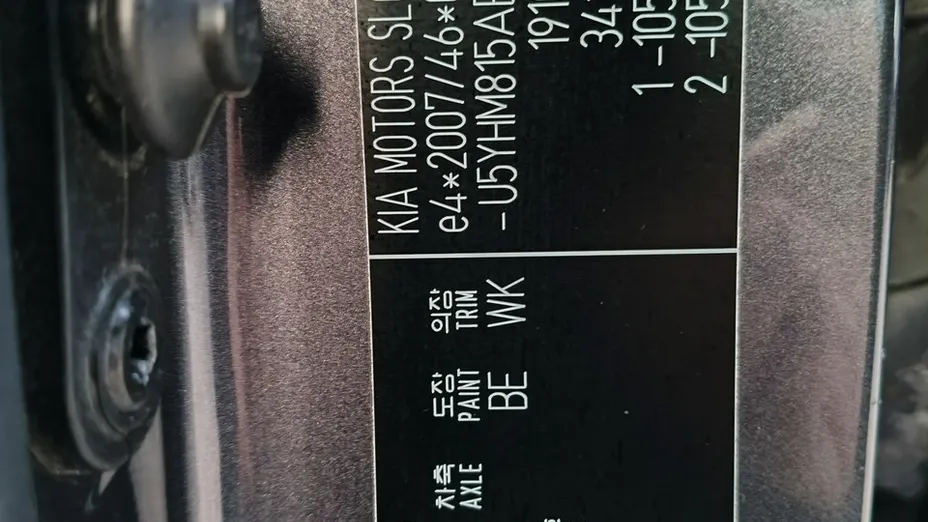 차축 도장 의장
AXLE PAINT TRIM
BE WK
KIA MOTORS SL
e4*2007/46*
-U5YHM815A
191
34
1 -105
2 -105